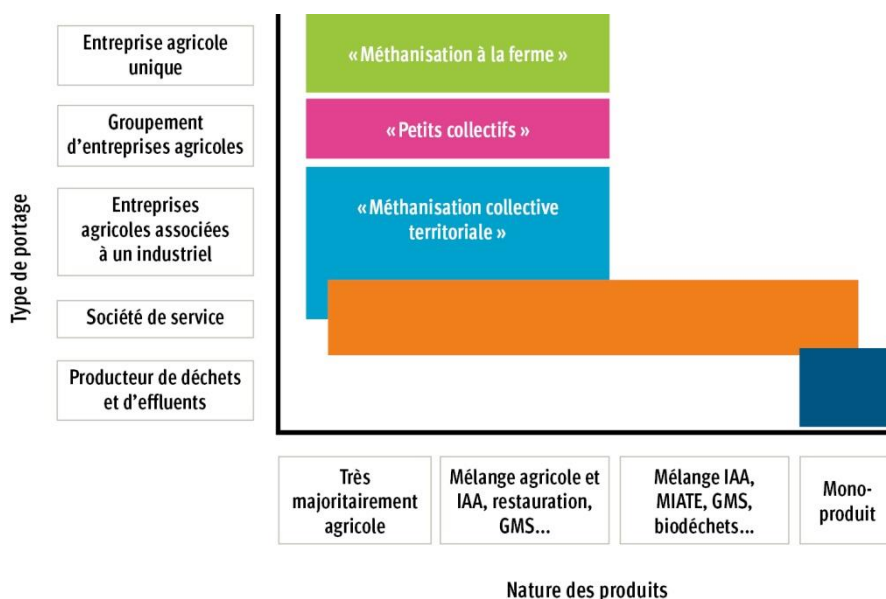 Entreprise agricole
unique
« Méthanisation à la ferme »
Groupement
d’entreprises agricoles
« Petits collectifs »
Entreprises
agricoles associées
à un industriel
« Méthanisation collective
territoriale »
Société de service
Producteur de déchets
et d’effluents
Type de portage
Très
majoritairement
agricole
Mélange agricole et
IAA, restauration,
GMS...
Mélange IAA,
MIATE, GMS,
biodéchets...
Mono-
produit
Nature des produits